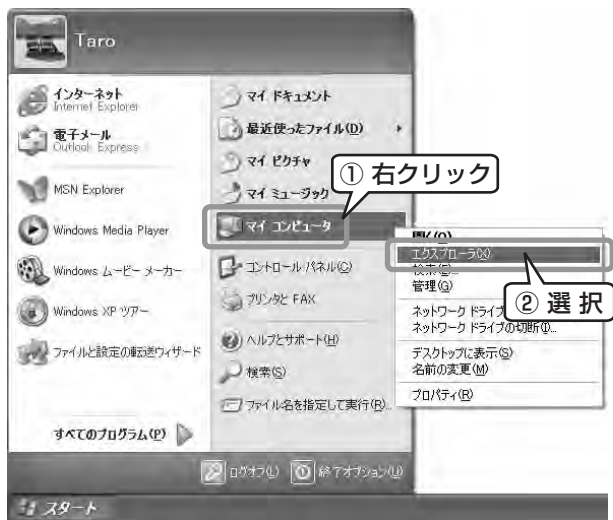 Taro
インターネット
Internet Explorer
電子メール
Outlook Express
MSN Explorer
Windows Media Player
Windows ムービー メーカー
Windows XP ツアー
ファイルと設定の転送ウィザード
すべてのプログラム(P)
マイ ドキュメント
最近使ったファイル(D)
マイ ピクチャ
マイ ミュージック
マイ コンピュータ
コントロール パネル(C)
プリンタと FAX
ヘルプとサポート(H)
検索(S)
ファイル名を指定して実行(R)...
① 右クリック
開く(O)
エクスプローラ(X)
検索(E)...
管理(G)
② 選択
ネットワーク ドライブ
ネットワーク ドライブの切断(I)...
デスクトップに表示(S)
名前の変更(M)
プロパティ(R)
ログオフ(L)
終了オプション(U)
スタート